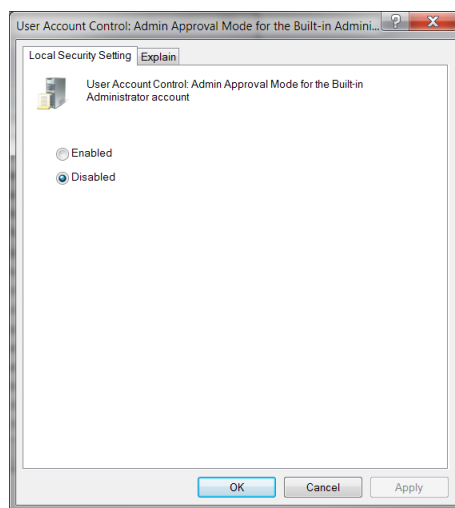 User Account Control: Admin Approval Mode for the Built-in Admini...
Local Security Setting
Explain
User Account Control: Admin Approval Mode for the Built-in
Administrator account
Enabled
Disabled
OK
Cancel
Apply